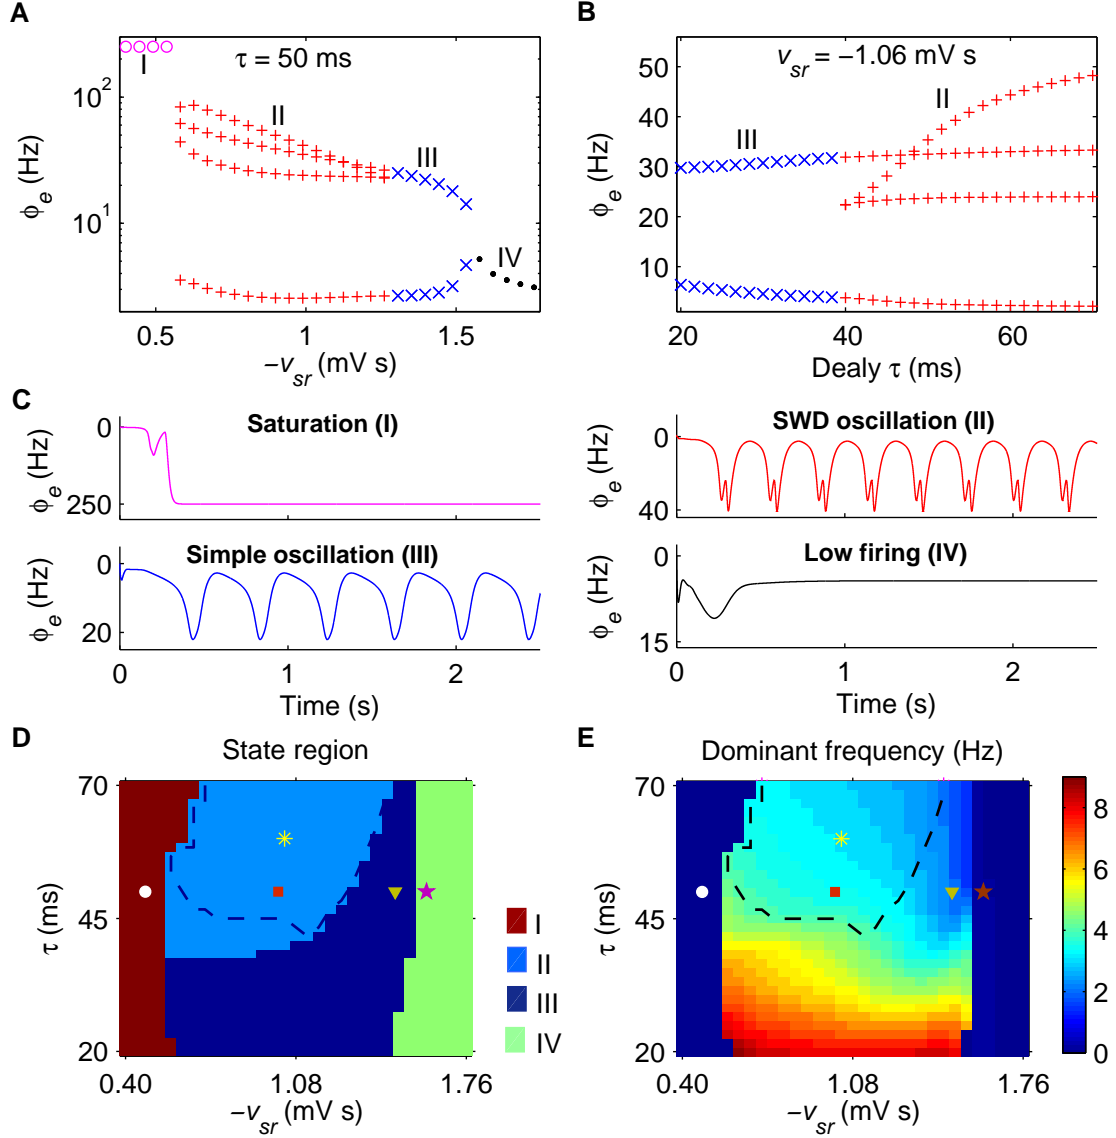 A
τ = 50 ms
I
II
III
IV
10²
10¹
ϕe (Hz)
0.5
1
1.5
−vsr (mV s)
B
vsr = −1.06 mV s
II
III
50
40
30
20
10
ϕe (Hz)
20
40
60
Dealy τ (ms)
C
Saturation (I)
0
250
ϕe (Hz)
SWD oscillation (II)
0
40
ϕe (Hz)
Simple oscillation (III)
0
20
ϕe (Hz)
0
1
2
Time (s)
Low firing (IV)
0
15
ϕe (Hz)
0
1
2
Time (s)
D
State region
70
45
20
τ (ms)
0.40
1.08
1.76
−vsr (mV s)
I
II
III
IV
E
Dominant frequency (Hz)
70
45
20
τ (ms)
0.40
1.08
1.76
−vsr (mV s)
8
6
4
2
0